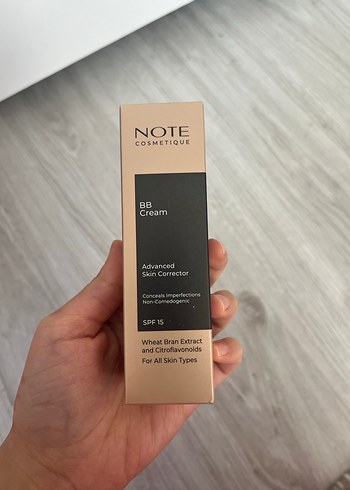 NOTE
COSMETIQUE
BB
Cream
Advanced
Skin Corrector
Conceals Imperfections
Non-Comedogenic
SPF 15
Wheat Bran Extract
and Citroflavonoids
For All Skin Types